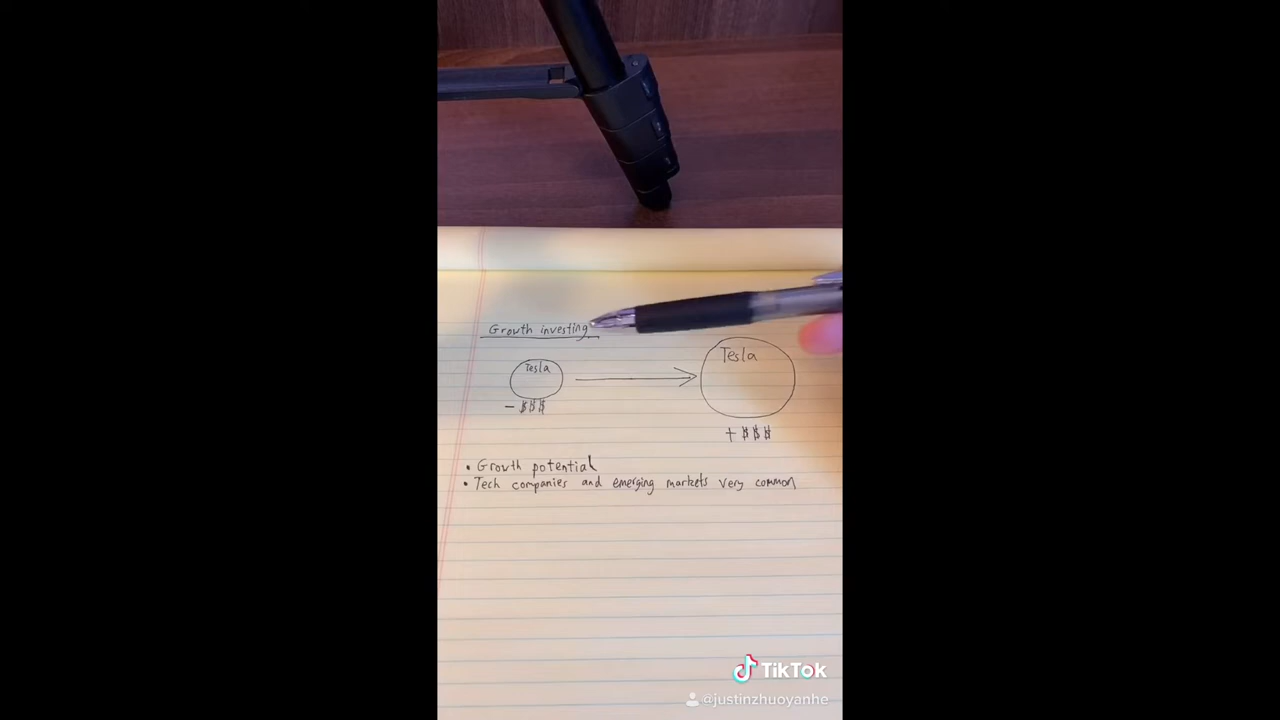 Growth investing
Tesla
Tesla
- $$$
+ $$$
• Growth potential
• Tech companies and emerging markets very common
TikTok
@justinzhuoyanhe